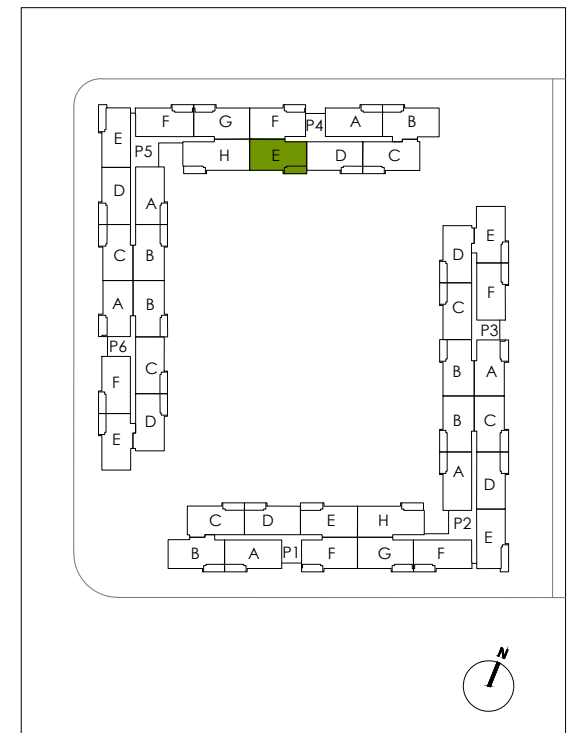 F G F P4 A B
E P5 H E D C
D A
C B
A B
P6 C
F D
E
E
D F
C P3
B A
B C
A D
P2 E
C D E H
B A P1 F G F
N